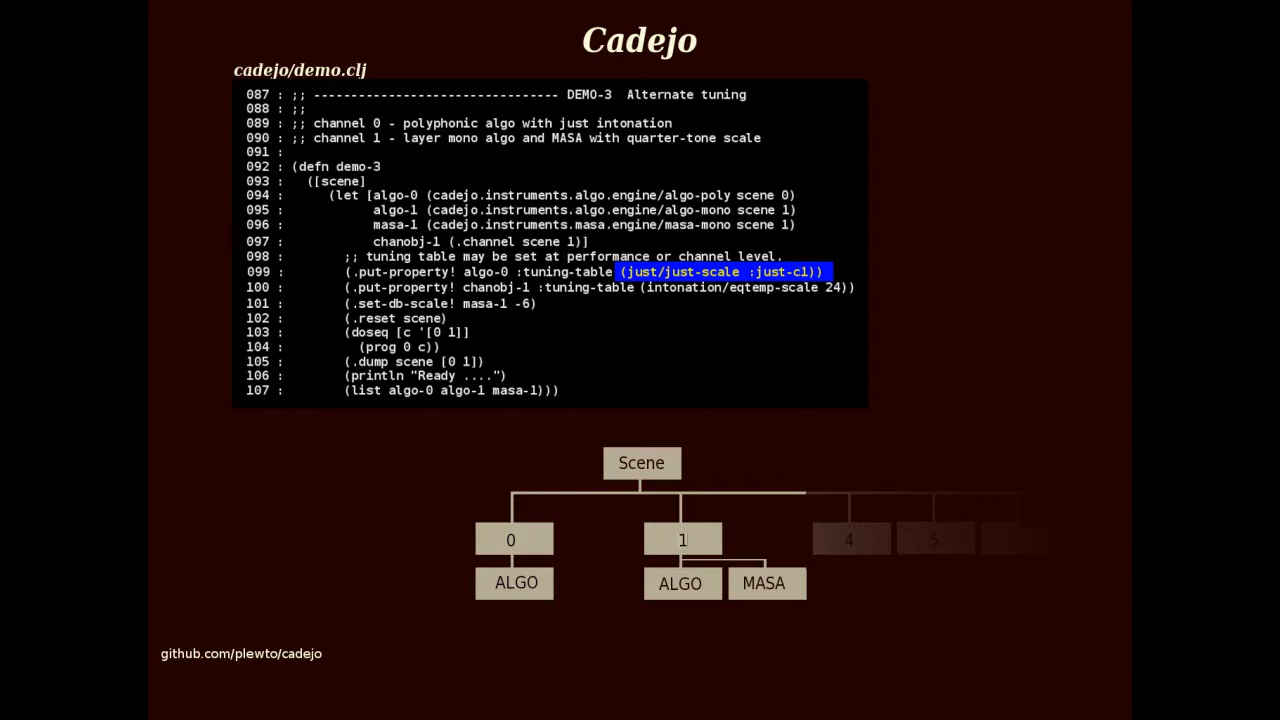 Cadejo
cadejo/demo.clj
087 : ;; --------------------------------- DEMO-3  Alternate tuning
088 : ;;
089 : ;; channel 0 - polyphonic algo with just intonation
090 : ;; channel 1 - layer mono algo and MASA with quarter-tone scale
091 :
092 : (defn demo-3
093 :   ([scene]
094 :      (let [algo-0 (cadejo.instruments.algo.engine/algo-poly scene 0)
095 :            algo-1 (cadejo.instruments.algo.engine/algo-mono scene 1)
096 :            masa-1 (cadejo.instruments.masa.engine/masa-mono scene 1)
097 :            chanobj-1 (.channel scene 1)]
098 :        ;; tuning table may be set at performance or channel level.
099 :        (.put-property! algo-0 :tuning-table (just/just-scale :just-c1))
100 :        (.put-property! chanobj-1 :tuning-table (intonation/eqtemp-scale 24))
101 :        (.set-db-scale! masa-1 -6)
102 :        (.reset scene)
103 :        (doseq [c '[0 1]]
104 :          (prog 0 c))
105 :        (.dump scene [0 1])
106 :        (println "Ready ....")
107 :        (list algo-0 algo-1 masa-1)))
Scene
0 1 4 5
ALGO ALGO MASA
github.com/plewto/cadejo